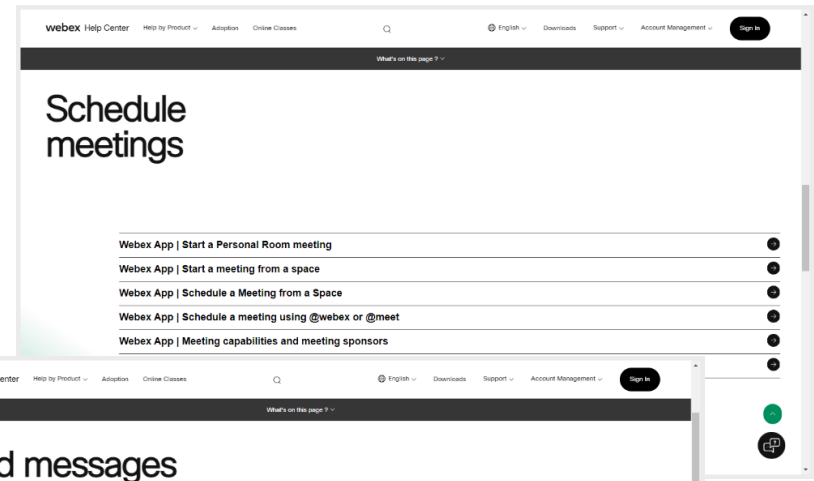 webex Help Center Help by Product Adoption Online Classes English Downloads Support Account Management Sign In
What's on this page ?
Schedule
meetings
Webex App | Start a Personal Room meeting
Webex App | Start a meeting from a space
Webex App | Schedule a Meeting from a Space
Webex App | Schedule a meeting using @webex or @meet
Webex App | Meeting capabilities and meeting sponsors
enter Help by Product Adoption Online Classes English Downloads Support Account Management Sign In
What's on this page ?
d messages